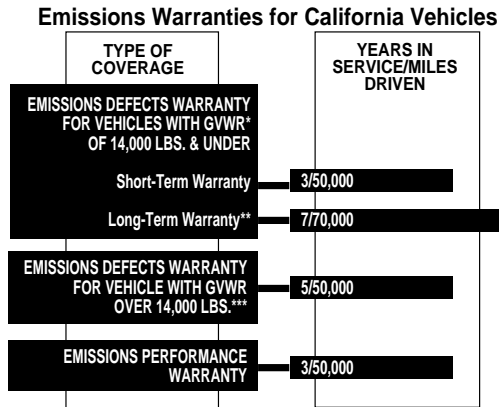 Emissions Warranties for California Vehicles
TYPE OF
COVERAGE
YEARS IN
SERVICE/MILES
DRIVEN
EMISSIONS DEFECTS WARRANTY
FOR VEHICLES WITH GVWR*
OF 14,000 LBS. & UNDER
Short-Term Warranty
3/50,000
Long-Term Warranty**
7/70,000
EMISSIONS DEFECTS WARRANTY
FOR VEHICLE WITH GVWR
OVER 14,000 LBS.***
5/50,000
EMISSIONS PERFORMANCE
WARRANTY
3/50,000